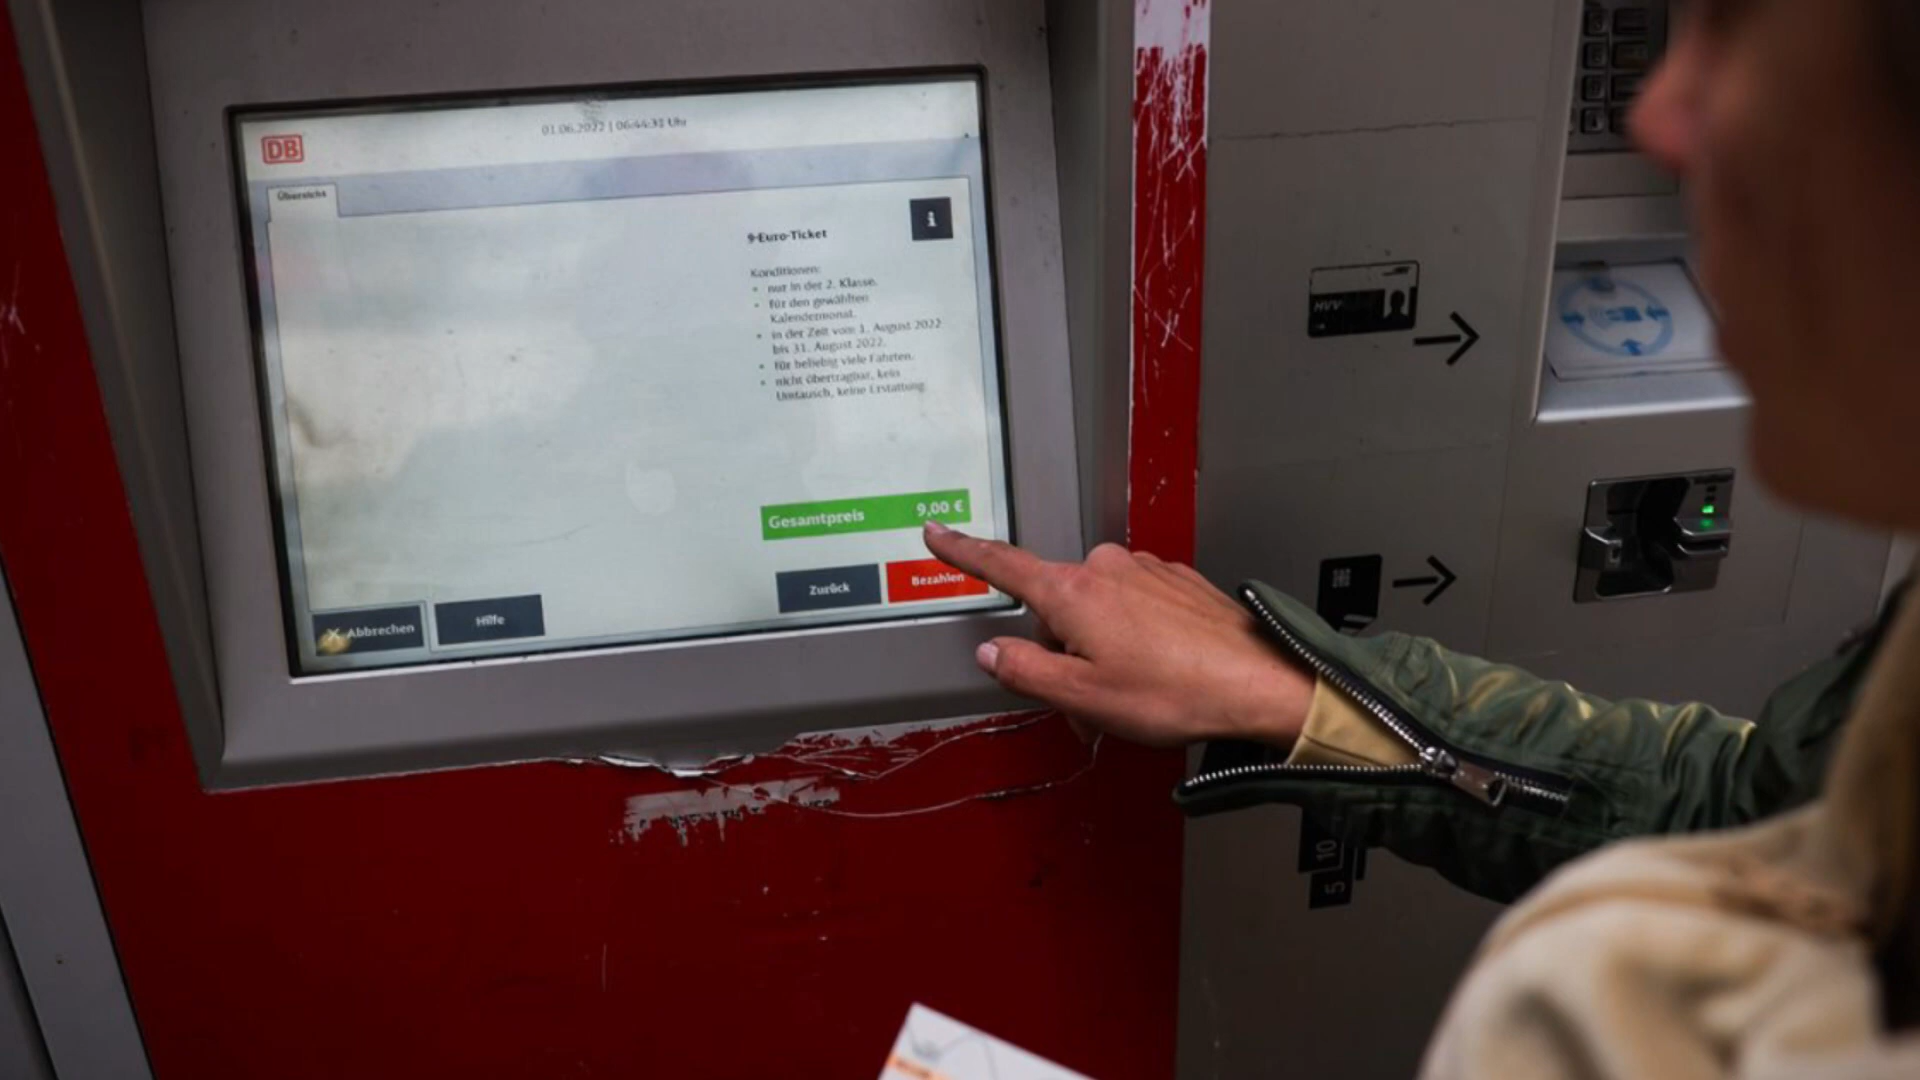 01.06.2022 | 06:44:31 Uhr
DB
Übersicht
i
9-Euro-Ticket
Konditionen:
• nur in der 2. Klasse.
• für den gewählten
Kalendermonat.
• in der Zeit vom 1. August 2022
bis 31. August 2022.
• für beliebig viele Fahrten.
• nicht übertragbar, kein
Umtausch, keine Erstattung.
Gesamtpreis 9,00 €
Zurück
Bezahlen
Abbrechen
Hilfe
HVV
10
5